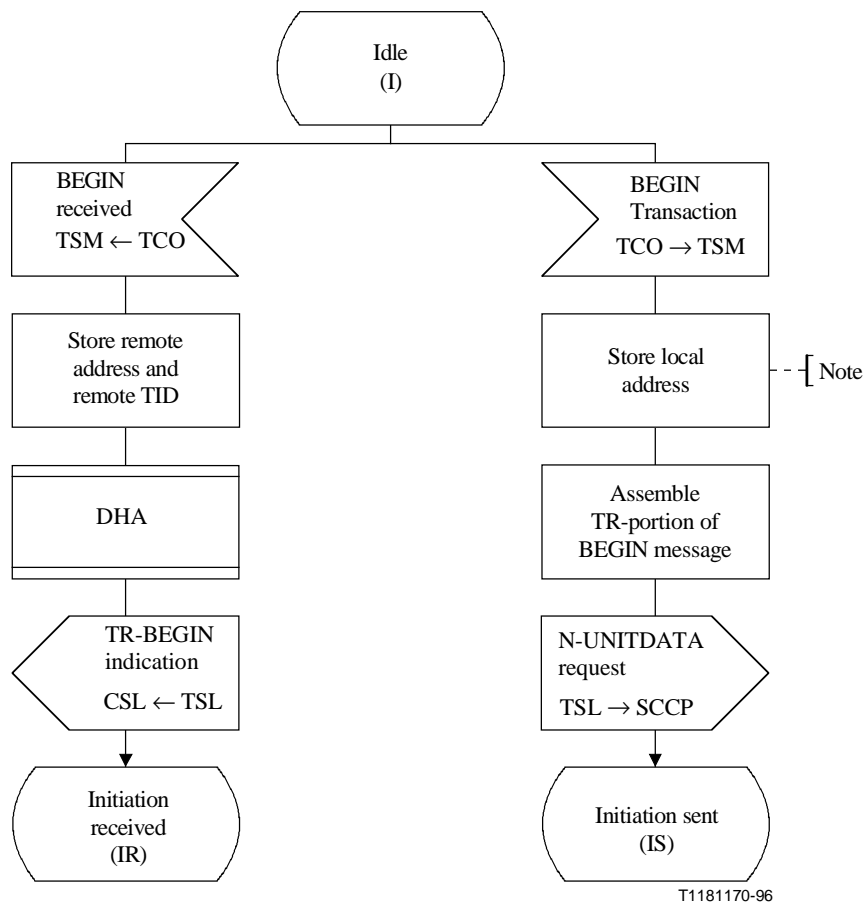 Idle
(I)
BEGIN
received
TSM ← TCO
Store remote
address and
remote TID
DHA
TR-BEGIN
indication
CSL ← TSL
Initiation
received
(IR)
BEGIN
Transaction
TCO → TSM
Store local
address
Note
Assemble
TR-portion of
BEGIN message
N-UNITDATA
request
TSL → SCCP
Initiation sent
(IS)
T1181170-96